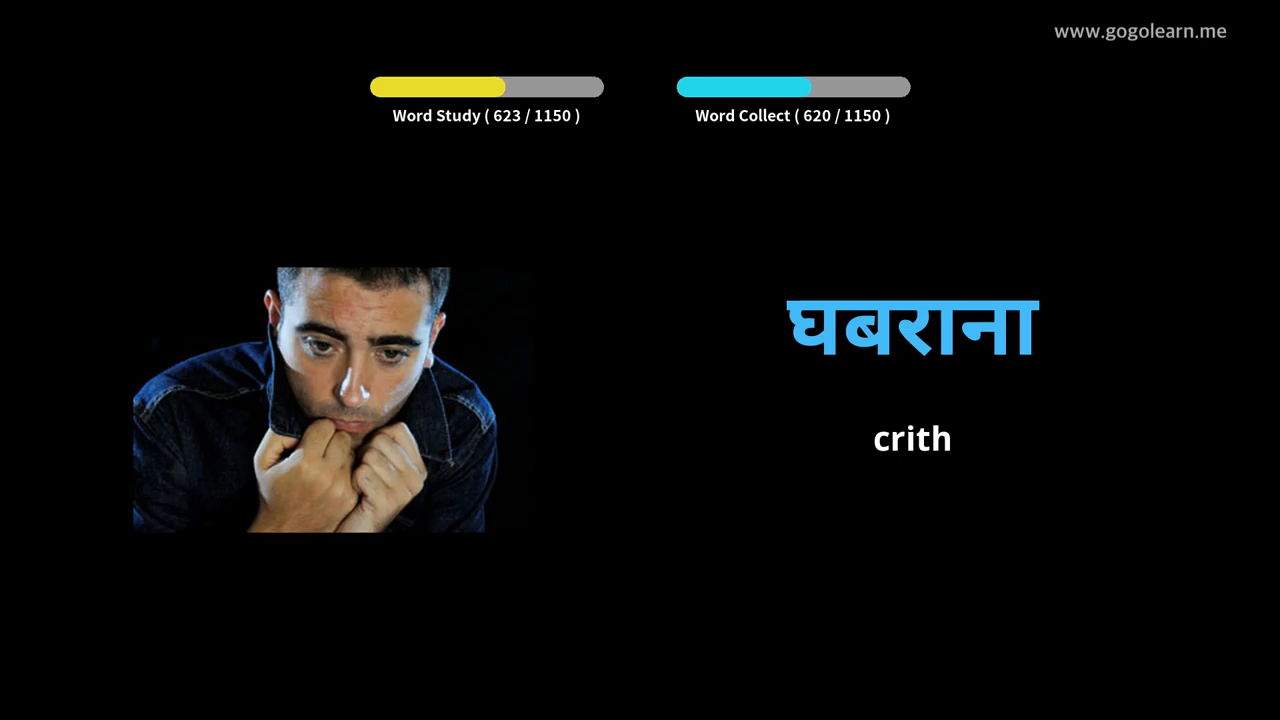 www.gogolearn.me
Word Study ( 623 / 1150 )
Word Collect ( 620 / 1150 )
घबराना
crith